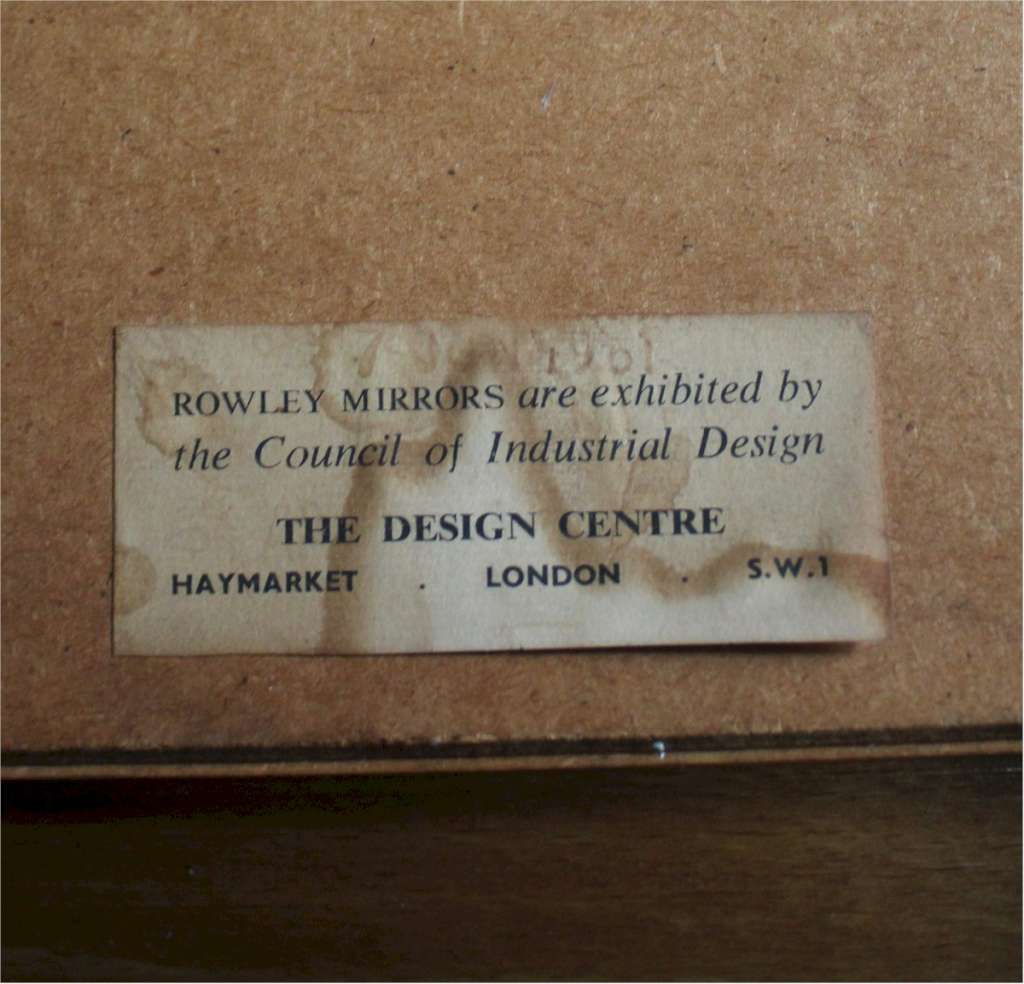 ROWLEY MIRRORS are exhibited by
the Council of Industrial Design
THE DESIGN CENTRE
HAYMARKET . LONDON . S.W.1